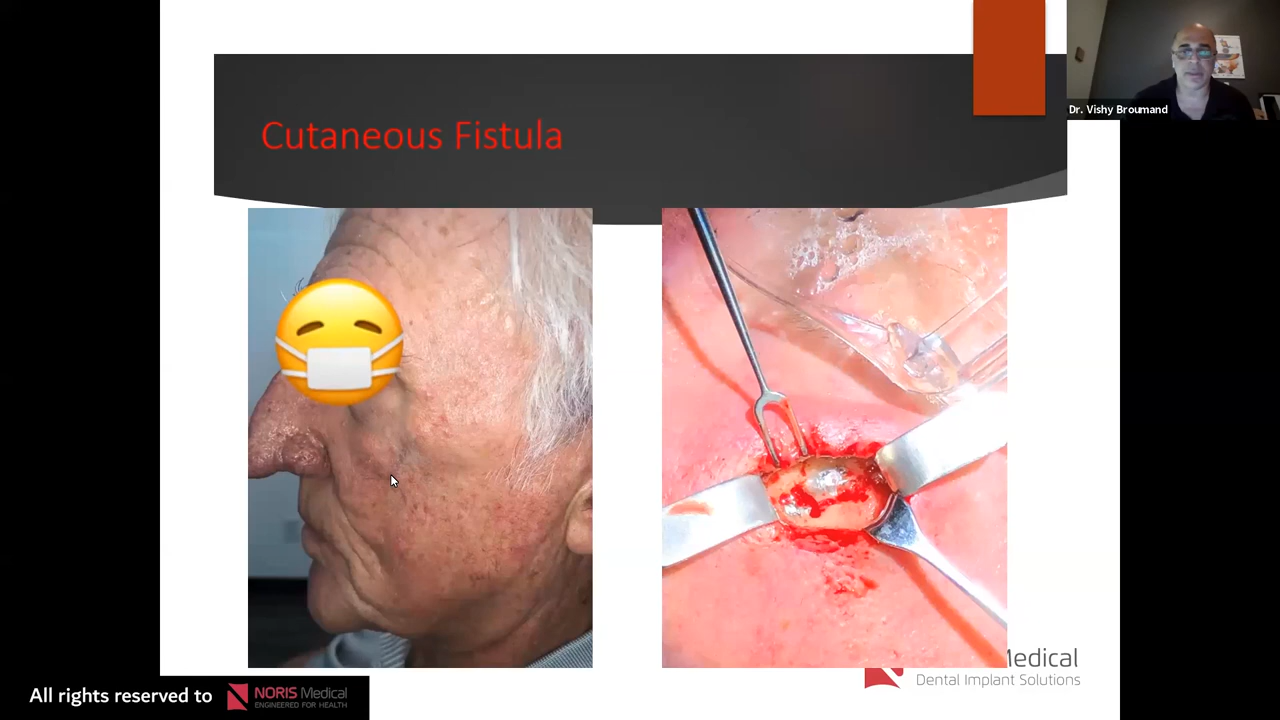 Cutaneous Fistula
Dr. Vishy Broumand
Medical
Dental Implant Solutions
All rights reserved to
NORIS Medical
ENGINEERED FOR HEALTH